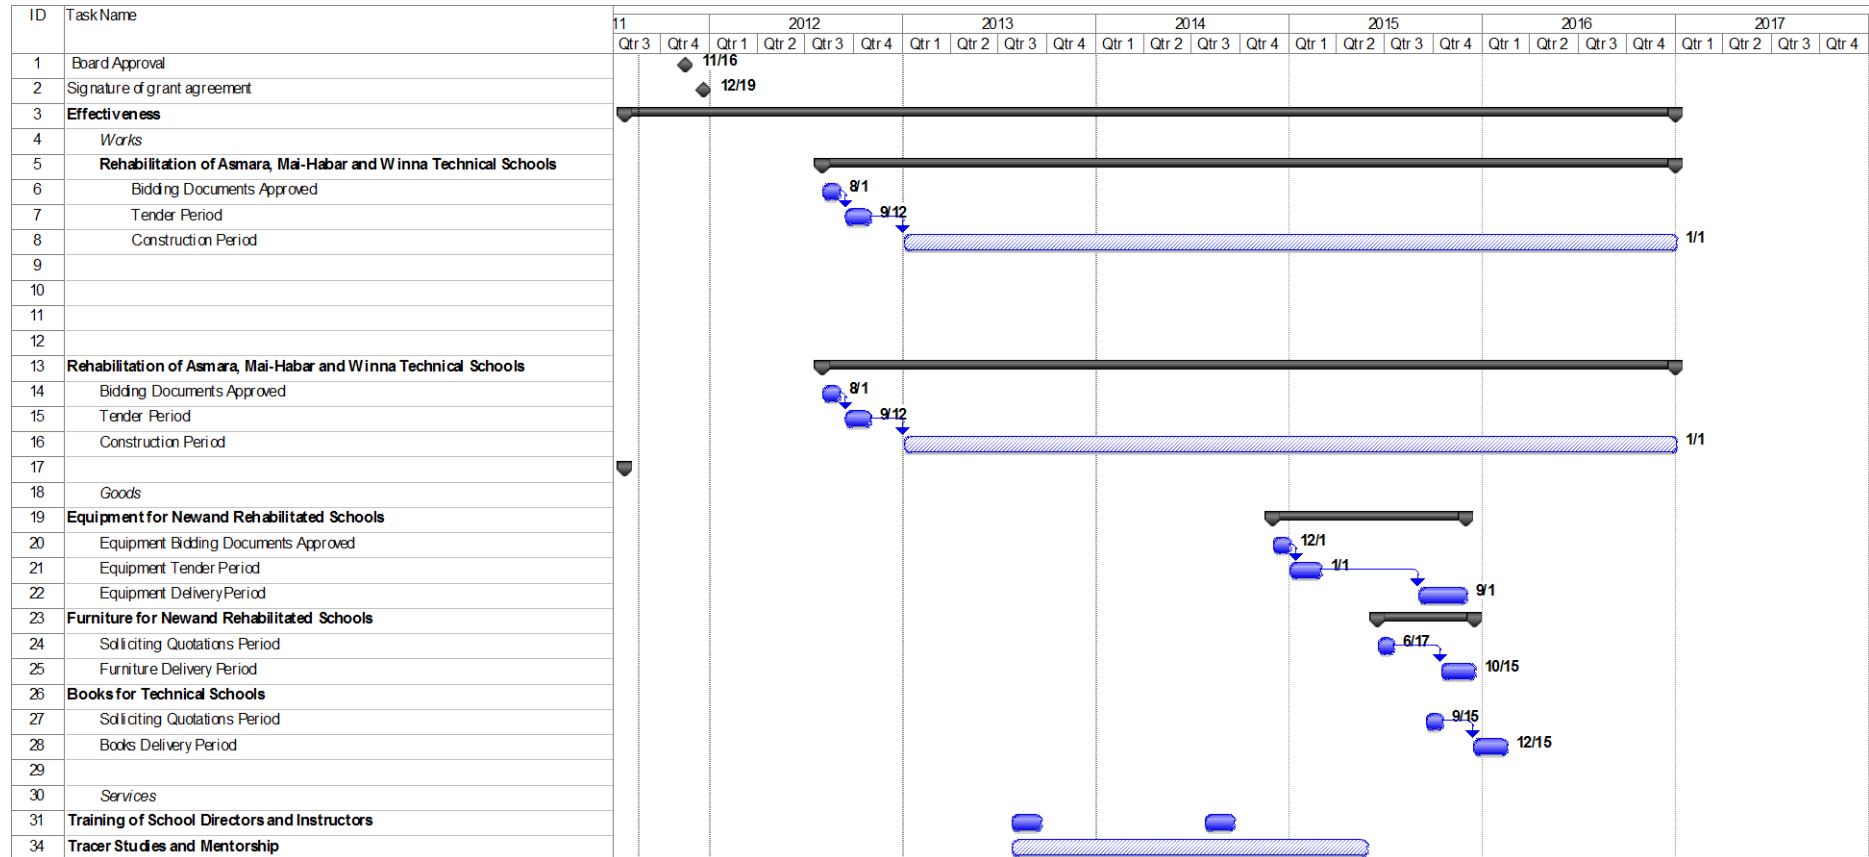 ID Task Name
11 2012 2013 2014 2015 2016 2017
Qtr 3 Qtr 4 Qtr 1 Qtr 2 Qtr 3 Qtr 4 Qtr 1 Qtr 2 Qtr 3 Qtr 4 Qtr 1 Qtr 2 Qtr 3 Qtr 4 Qtr 1 Qtr 2 Qtr 3 Qtr 4 Qtr 1 Qtr 2 Qtr 3 Qtr 4 Qtr 1 Qtr 2 Qtr 3 Qtr 4
1 Board Approval 11/16
2 Signature of grant agreement 12/19
3 Effectiveness
4 Works
5 Rehabilitation of Asmara, Mai-Habar and Winna Technical Schools
6 Bidding Documents Approved 8/1
7 Tender Period 9/12
8 Construction Period 1/1
9
10
11
12
13 Rehabilitation of Asmara, Mai-Habar and Winna Technical Schools
14 Bidding Documents Approved 8/1
15 Tender Period 9/12
16 Construction Period 1/1
17
18 Goods
19 Equipment for New and Rehabilitated Schools
20 Equipment Bidding Documents Approved 12/1
21 Equipment Tender Period 1/1
22 Equipment Delivery Period 9/1
23 Furniture for New and Rehabilitated Schools
24 Solliciting Quotations Period 6/17
25 Furniture Delivery Period 10/15
26 Books for Technical Schools
27 Solliciting Quotations Period 9/15
28 Books Delivery Period 12/15
29
30 Services
31 Training of School Directors and Instructors
34 Tracer Studies and Mentorship